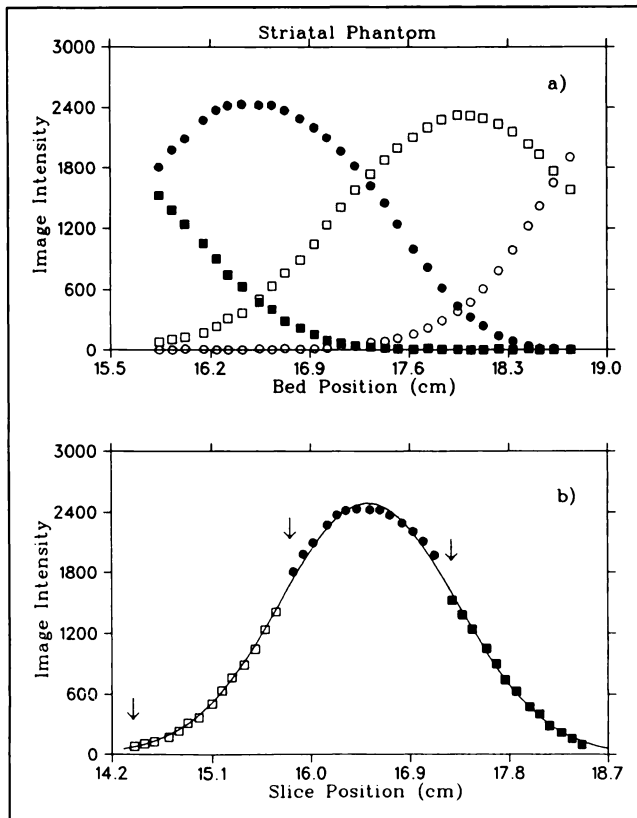 Striatal Phantom
a)
3000
2400
1800
1200
600
0
Image Intensity
15.5 16.2 16.9 17.6 18.3 19.0
Bed Position (cm)
b)
3000
2400
1800
1200
600
0
Image Intensity
14.2 15.1 16.0 16.9 17.8 18.7
Slice Position (cm)